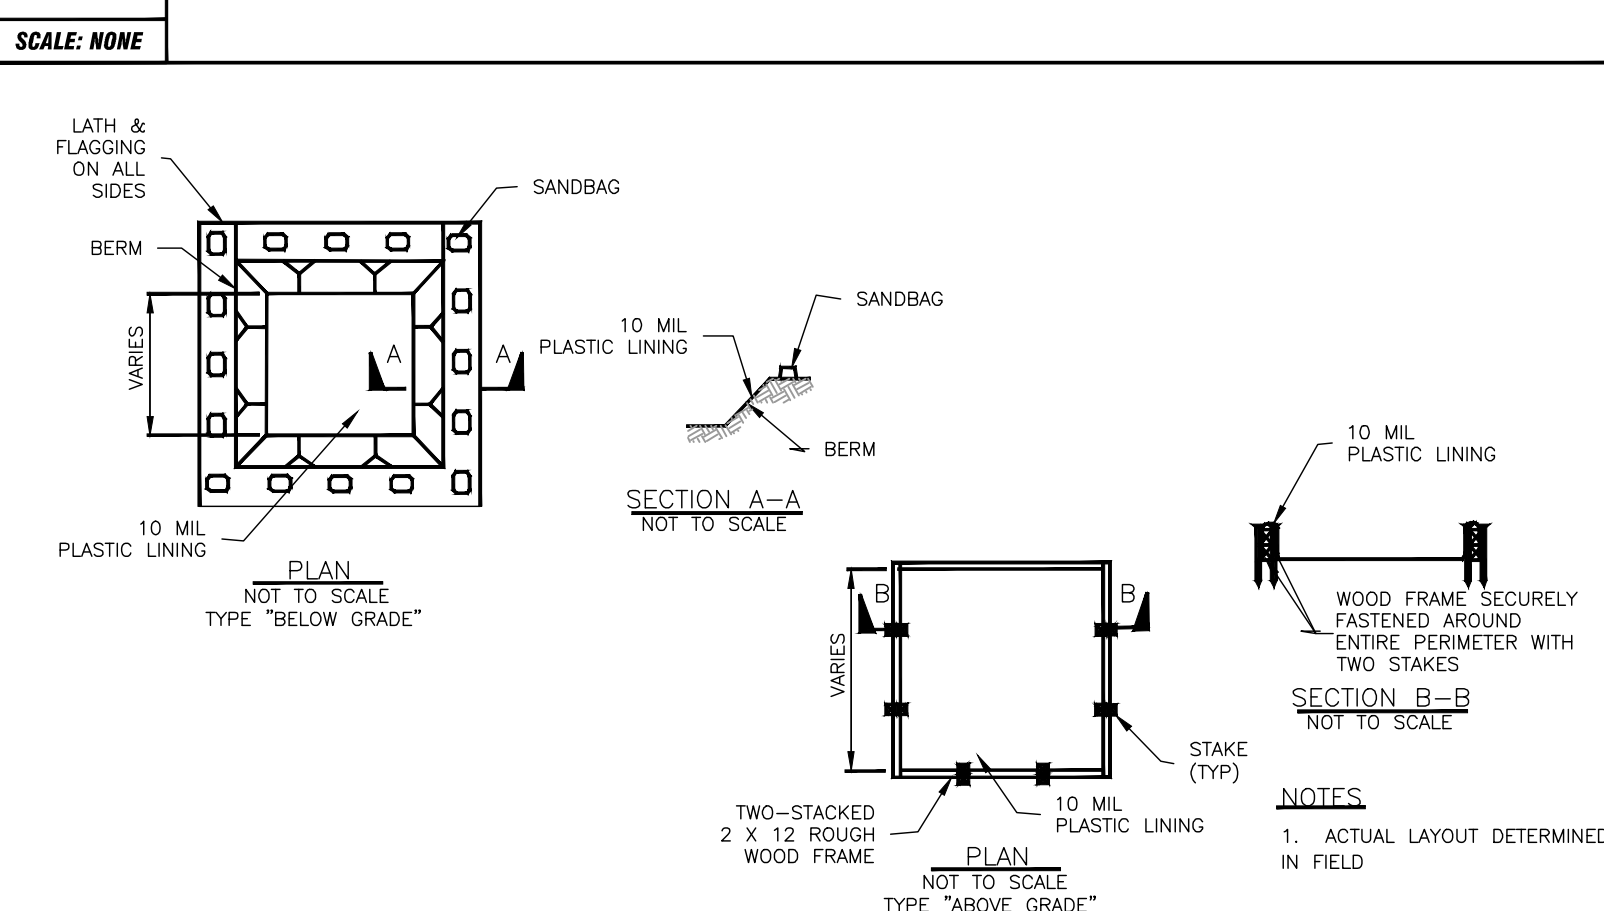 SCALE: NONE
LATH &
FLAGGING
ON ALL
SIDES
SANDBAG
BERM
VARIES
A
A
10 MIL
PLASTIC LINING
PLAN
NOT TO SCALE
TYPE "BELOW GRADE"
SANDBAG
10 MIL
PLASTIC LINING
BERM
SECTION A-A
NOT TO SCALE
B
B
VARIES
STAKE
(TYP)
TWO-STACKED
2 X 12 ROUGH
WOOD FRAME
10 MIL
PLASTIC LINING
PLAN
NOT TO SCALE
TYPE "ABOVE GRADE"
10 MIL
PLASTIC LINING
WOOD FRAME SECURELY
FASTENED AROUND
ENTIRE PERIMETER WITH
TWO STAKES
SECTION B-B
NOT TO SCALE
NOTES
1. ACTUAL LAYOUT DETERMINED
IN FIELD